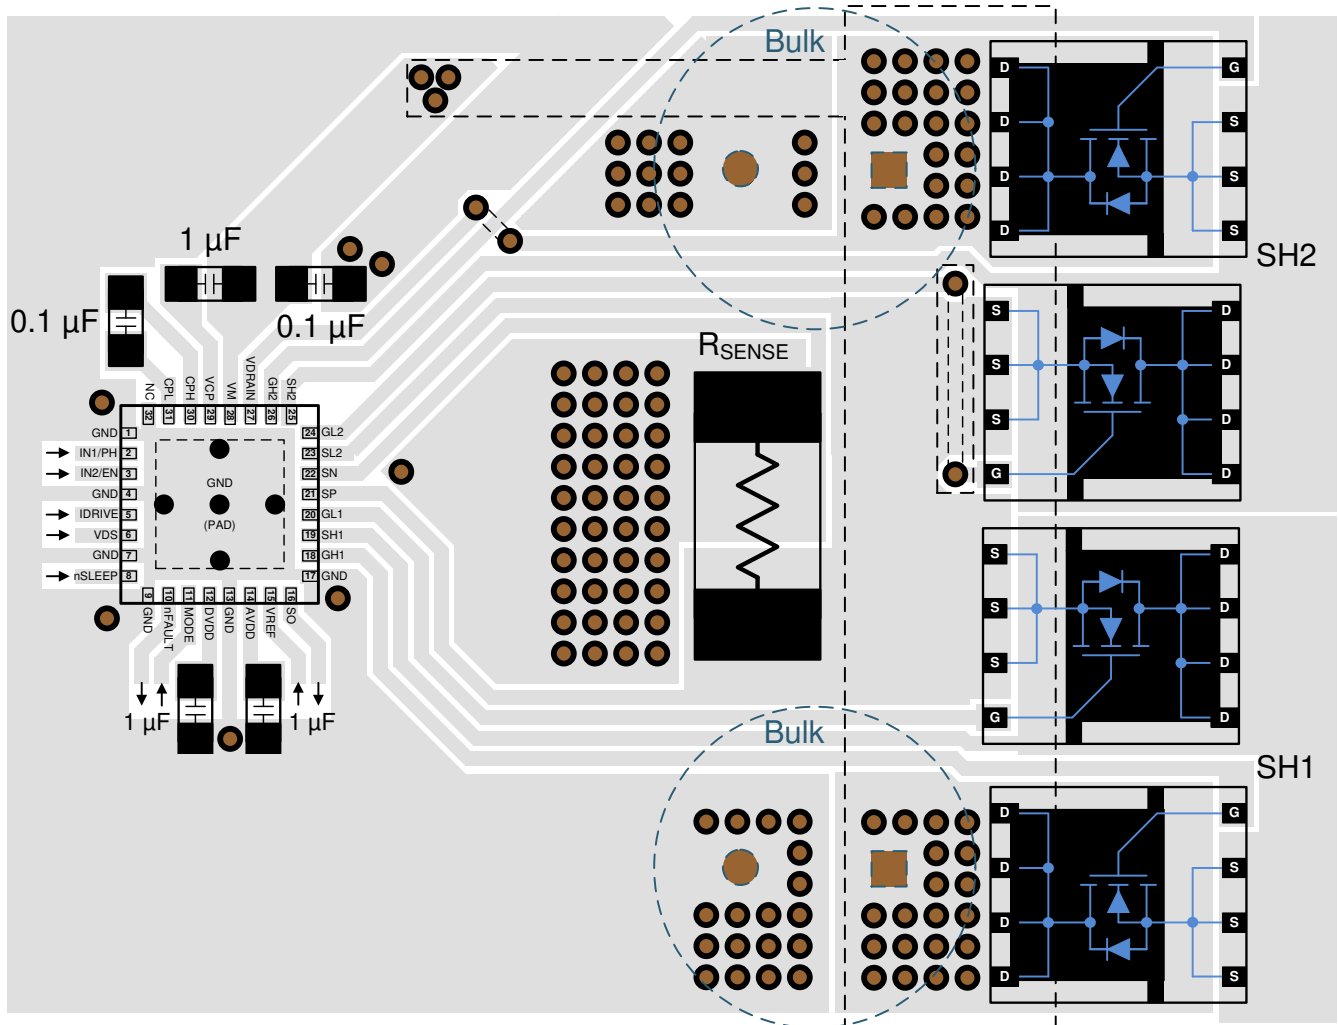 Bulk
D
G
D
S
D
S
D
S
SH2
1 µF
0.1 µF
0.1 µF
S
D
S
D
S
D
G
D
RSENSE
NC
CPL
CPH
VCP
VM
VDRAIN
GH2
SH2
32
31
30
29
28
27
26
25
GND 1
IN1/PH 2
IN2/EN 3
GND 4
IDRIVE 5
VDS 6
GND 7
nSLEEP 8
GND
(PAD)
24 GL2
23 SL2
22 SN
21 SP
20 GL1
19 SH1
18 GH1
17 GND
9
10
11
12
13
14
15
16
GND
nFAULT
MODE
DVDD
GND
AVDD
VREF
SO
1 µF
1 µF
S
D
S
D
S
D
G
D
Bulk
SH1
D
G
D
S
D
S
D
S